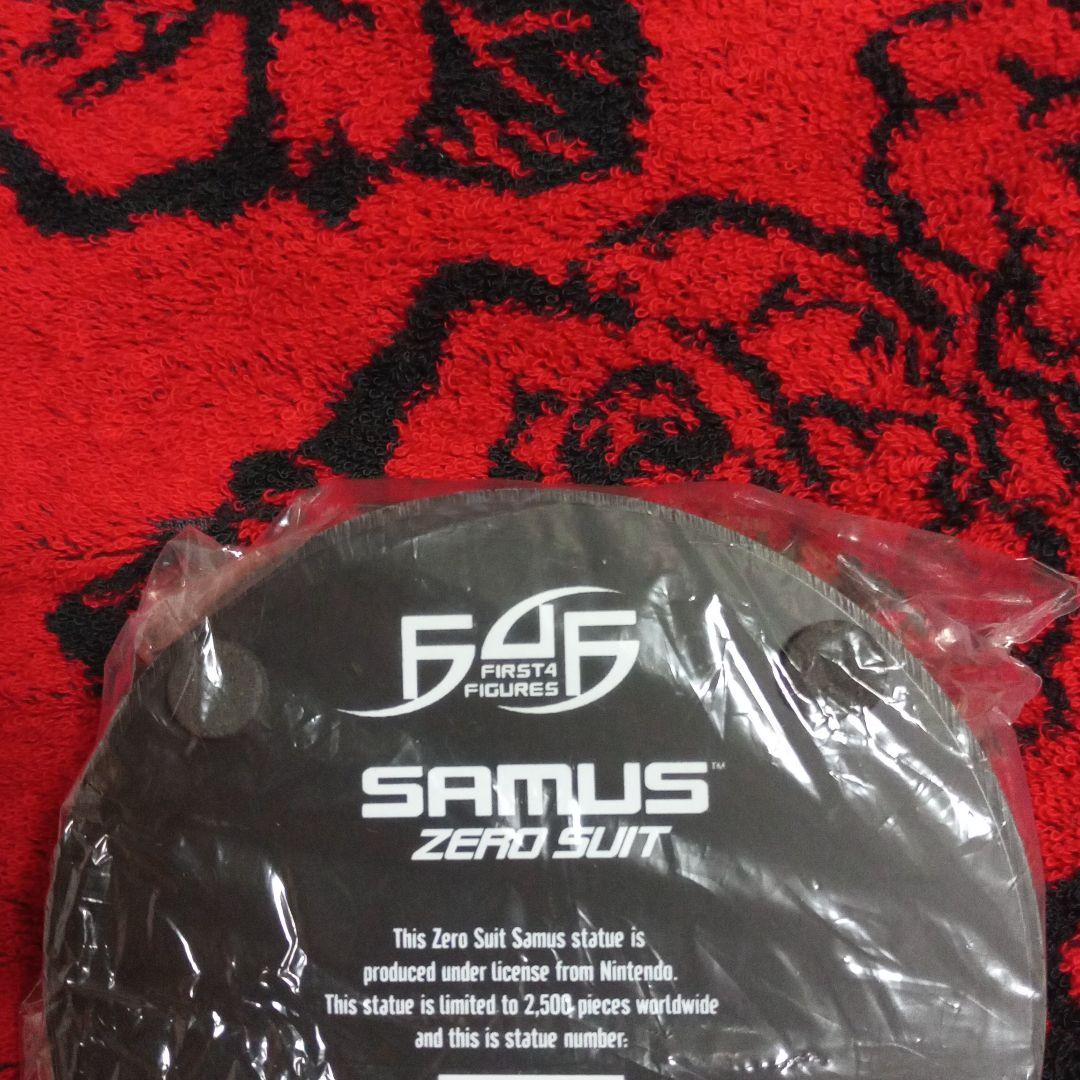 F4F
FIRST4
FIGURES
SAMUS™
ZERO SUIT
This Zero Suit Samus statue is
produced under license from Nintendo.
This statue is limited to 2,500 pieces worldwide
and this is statue number: